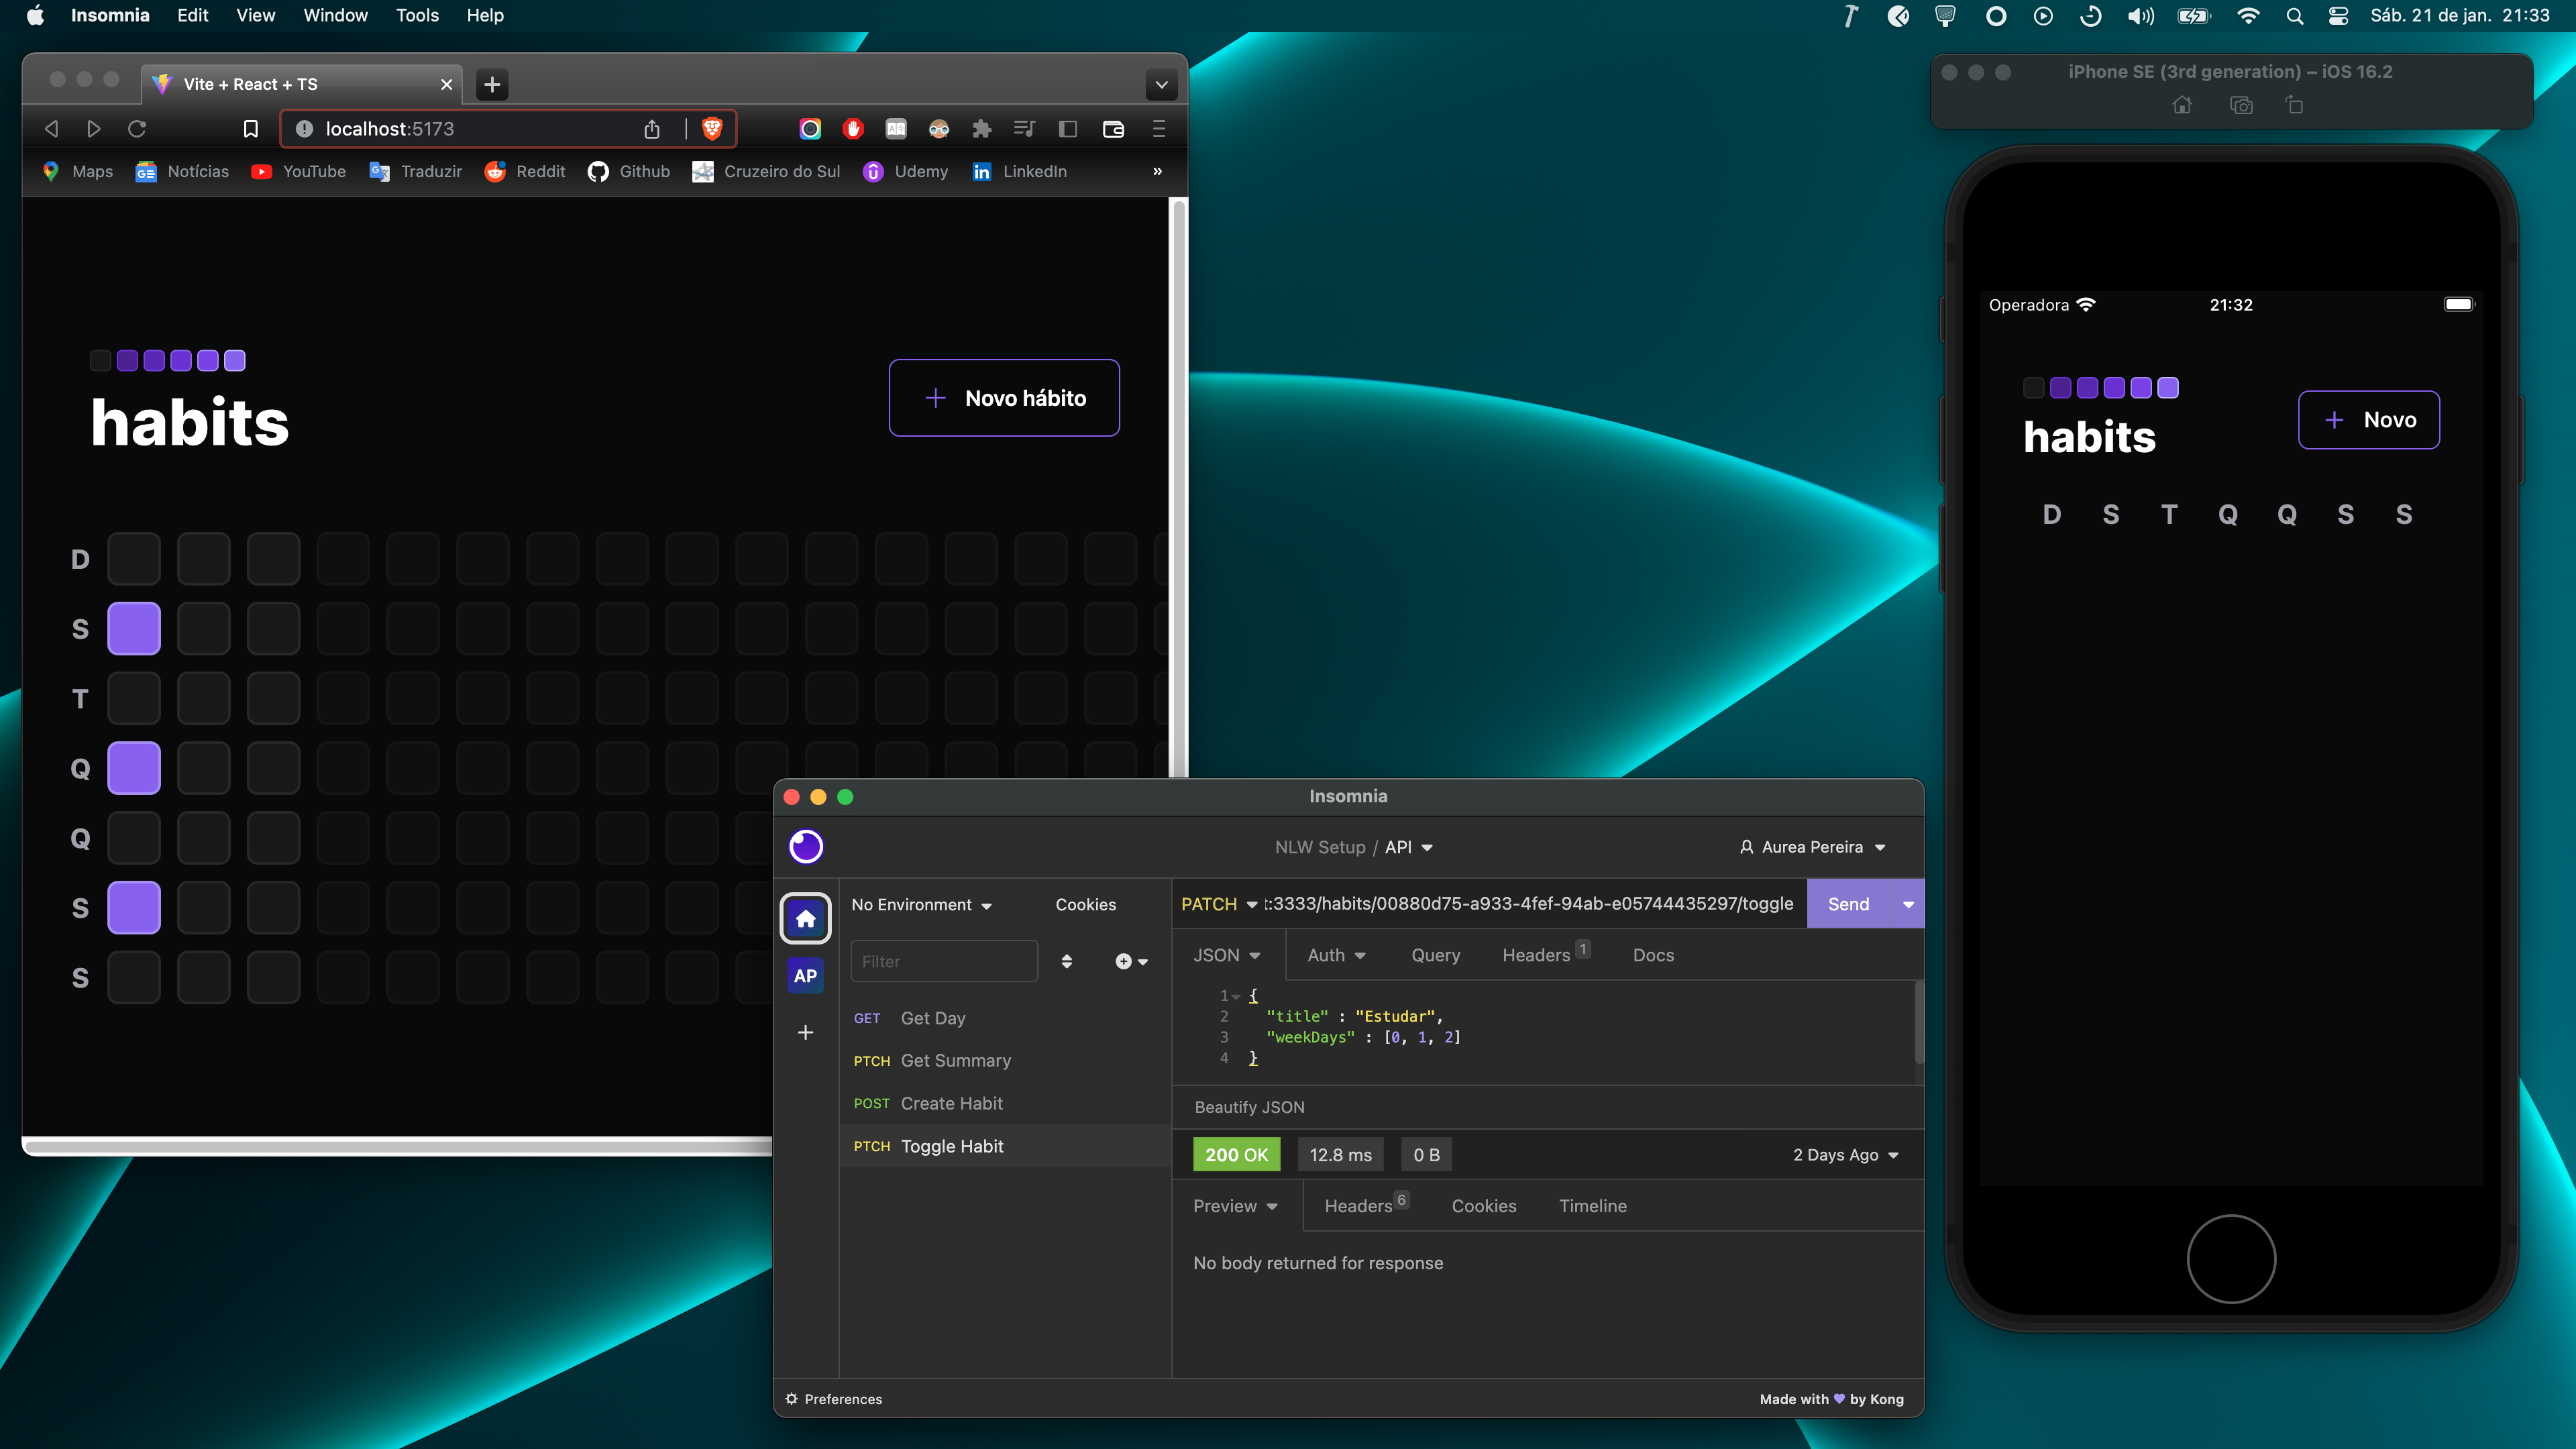 Insomnia Edit View Window Tools Help
Sáb. 21 de jan. 21:33
Vite + React + TS
localhost:5173
Maps Notícias YouTube Traduzir Reddit Github Cruzeiro do Sul Udemy LinkedIn »
habits
+ Novo hábito
D
S
T
Q
Q
S
S
Insomnia
NLW Setup / API
Aurea Pereira
No Environment Cookies
Filter
AP
GET Get Day
PTCH Get Summary
POST Create Habit
PTCH Toggle Habit
PATCH t:3333/habits/00880d75-a933-4fef-94ab-e05744435297/toggle Send
JSON Auth Query Headers 1 Docs
1 {
2 "title" : "Estudar",
3 "weekDays" : [0, 1, 2]
4 }
Beautify JSON
200 OK 12.8 ms 0 B 2 Days Ago
Preview Headers 6 Cookies Timeline
No body returned for response
Preferences
Made with 💜 by Kong
iPhone SE (3rd generation) – iOS 16.2
Operadora 21:32
habits
+ Novo
D S T Q Q S S